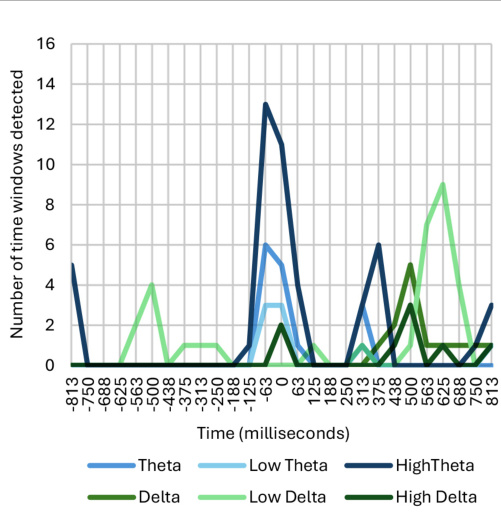 16
14
12
10
8
6
4
2
0
Number of time windows detected
-813 -750 -688 -625 -563 -500 -438 -375 -313 -250 -188 -125 -63 0 63 125 188 250 313 375 438 500 563 625 688 750 813
Time (milliseconds)
Theta Low Theta HighTheta
Delta Low Delta High Delta